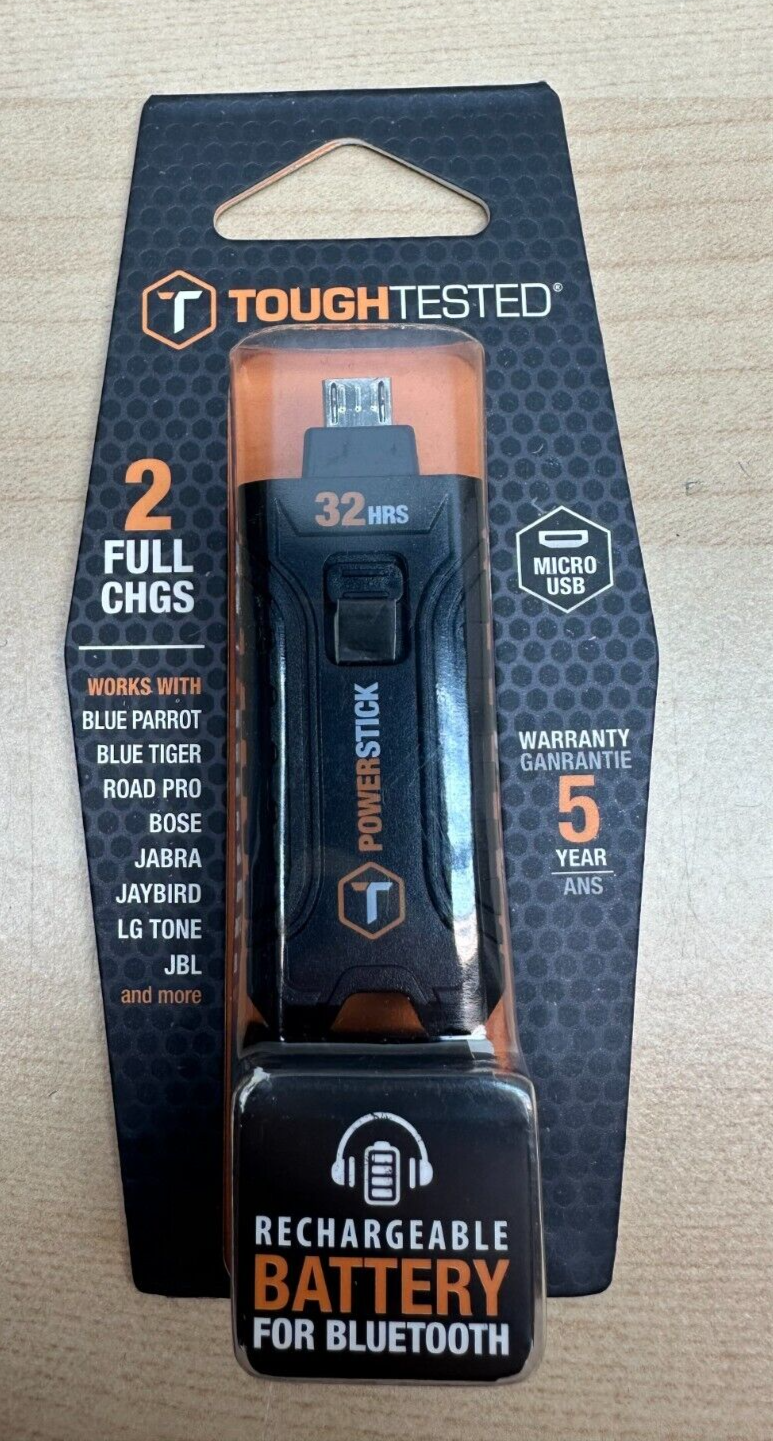 TOUGHTESTED®
2
FULL
CHGS
WORKS WITH
BLUE PARROT
BLUE TIGER
ROAD PRO
BOSE
JABRA
JAYBIRD
LG TONE
JBL
and more
32 HRS
POWERSTICK
MICRO
USB
WARRANTY
GANRANTIE
5
YEAR
ANS
RECHARGEABLE
BATTERY
FOR BLUETOOTH